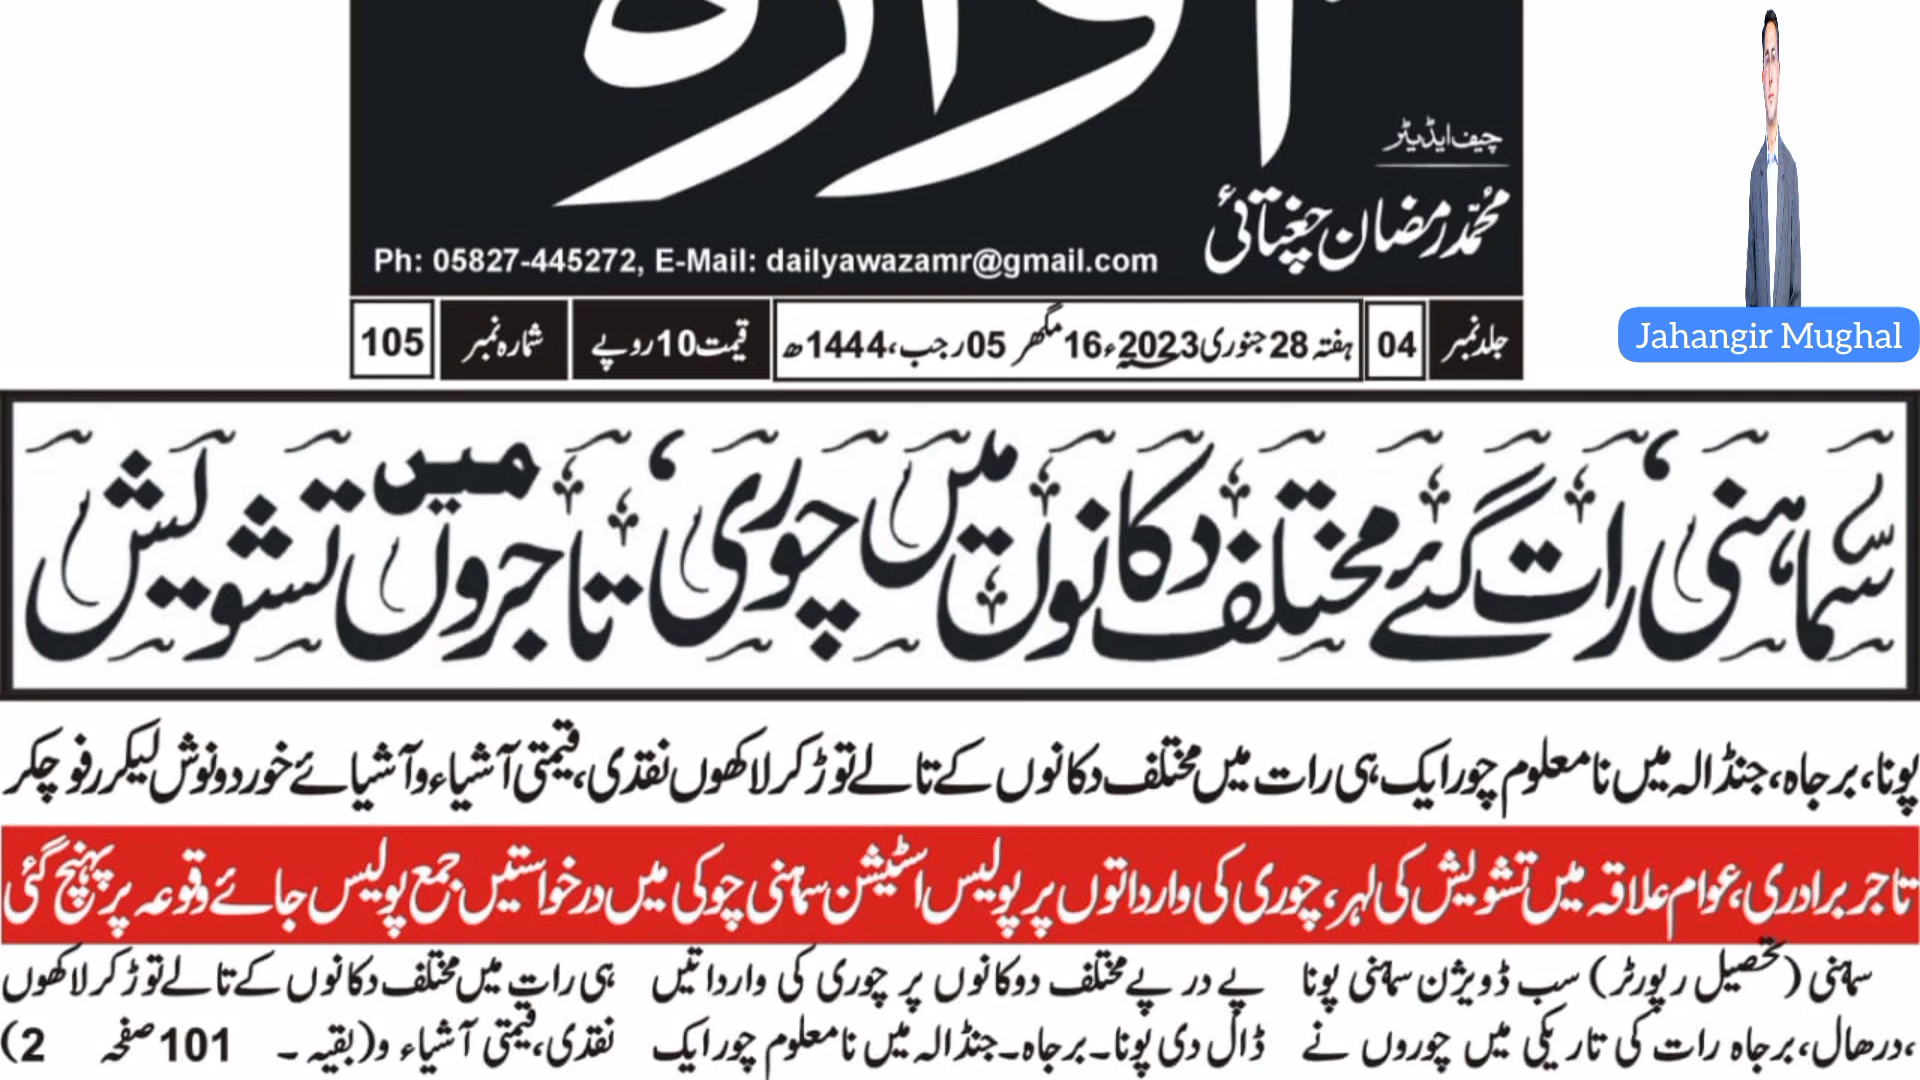 چیف ایڈیٹر
محمد رمضان چغتائی
Ph: 05827-445272, E-Mail: dailyawazamr@gmail.com
جلد نمبر 04 ہفتہ 28 جنوری 2023ء، 16 مگھر 05 رجب، 1444ھ قیمت 10 روپے شمارہ نمبر 105
Jahangir Mughal
سماہنی، رات گئے مختلف دکانوں میں چوری، تاجروں میں تشویش
پونا، برجاہ، جنڈالہ میں نامعلوم چور ایک ہی رات میں مختلف دکانوں کے تالے توڑ کر لاکھوں نقدی، قیمتی آشیاء و آشیائے خوردونوش لیکر رفو چکر
تاجر برادری، عوام علاقہ میں تشویش کی لہر، چوری کی وارداتوں پر پولیس اسٹیشن سماہنی چوکی میں درخواستیں جمع پولیس جائے وقوعہ پر پہنچ گئی
سماہنی (تحصیل رپورٹر) سب ڈویژن سماہنی پونا
،درھال، برجاہ رات کی تاریکی میں چوروں نے
پے در پے مختلف دوکانوں پر چوری کی وارداتیں
ڈال دی پونا۔ برجاہ۔ جنڈالہ میں نامعلوم چور ایک
ہی رات میں مختلف دکانوں کے تالے توڑ کر لاکھوں
نقدی، قیمتی آشیاء و (بقیہ ۔ 101 صفحہ 2)